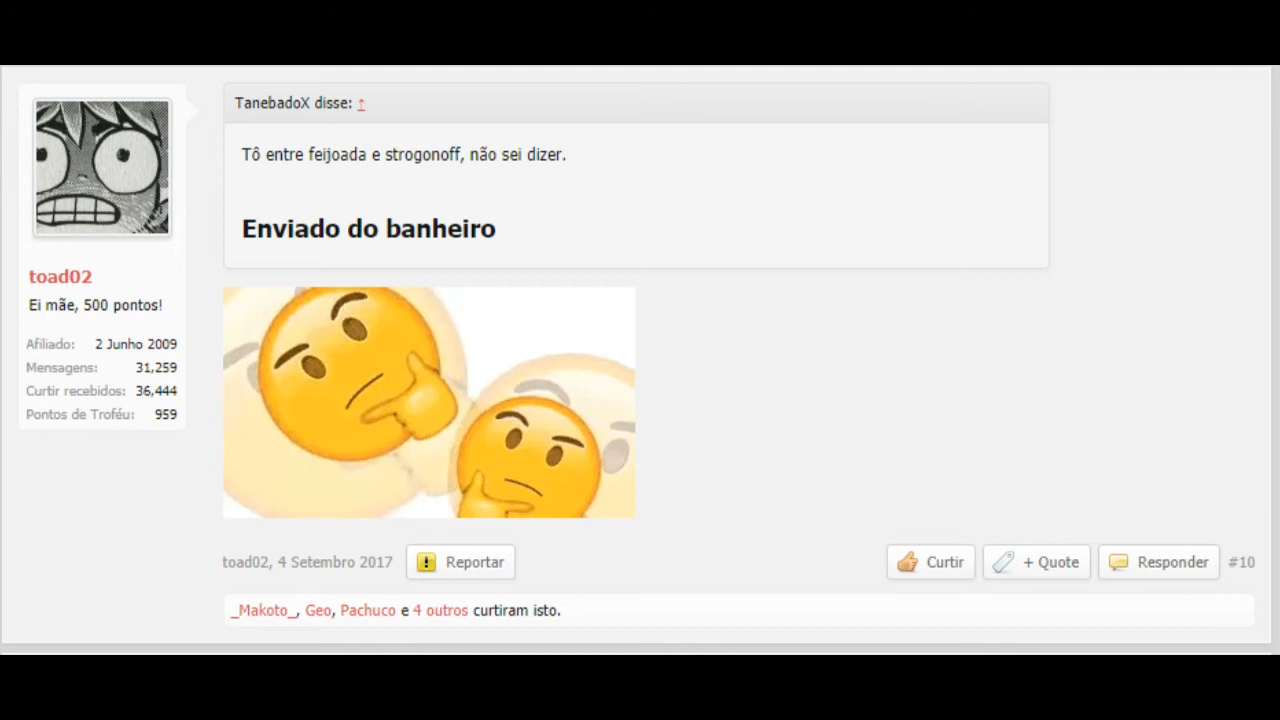 TanebadoX disse: ↑
Tô entre feijoada e strogonoff, não sei dizer.
Enviado do banheiro
toad02
Ei mãe, 500 pontos!
Afiliado: 2 Junho 2009
Mensagens: 31,259
Curtir recebidos: 36,444
Pontos de Troféu: 959
toad02, 4 Setembro 2017 Reportar Curtir + Quote Responder #10
_Makoto_, Geo, Pachuco e 4 outros curtiram isto.